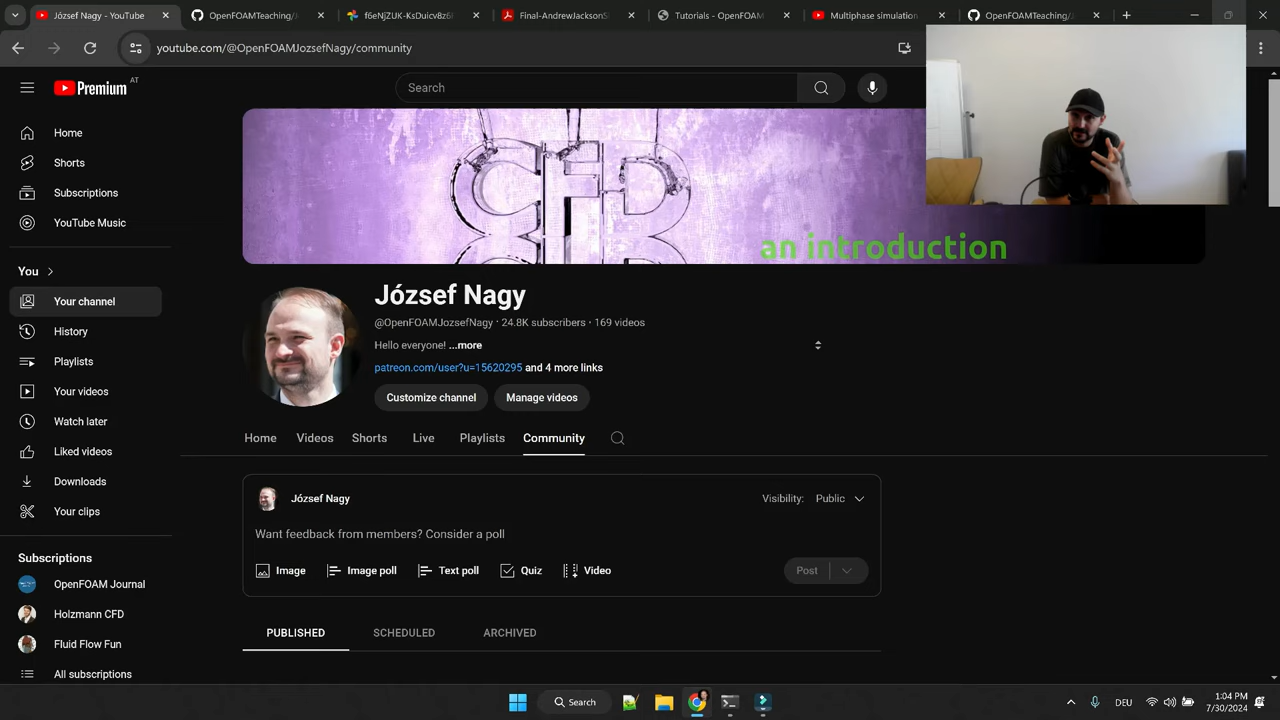 József Nagy - YouTube
OpenFOAMTeaching/
f6eNjZUK-KsDuicv8z6
Final-AndrewJacksonS
Tutorials - OpenFOAM
Multiphase simulation
OpenFOAMTeaching/
youtube.com/@OpenFOAMJozsefNagy/community
Premium
AT
Search
Home
Shorts
Subscriptions
YouTube Music
You
Your channel
History
Playlists
Your videos
Watch later
Liked videos
Downloads
Your clips
Subscriptions
OpenFOAM Journal
Holzmann CFD
Fluid Flow Fun
All subscriptions
CFD
an introduction
József Nagy
@OpenFOAMJozsefNagy · 24.8K subscribers · 169 videos
Hello everyone! ...more
patreon.com/user?u=15620295 and 4 more links
Customize channel
Manage videos
Home
Videos
Shorts
Live
Playlists
Community
József Nagy
Visibility: Public
Want feedback from members? Consider a poll
Image
Image poll
Text poll
Quiz
Video
Post
PUBLISHED
SCHEDULED
ARCHIVED
Search
DEU
1:04 PM
7/30/2024